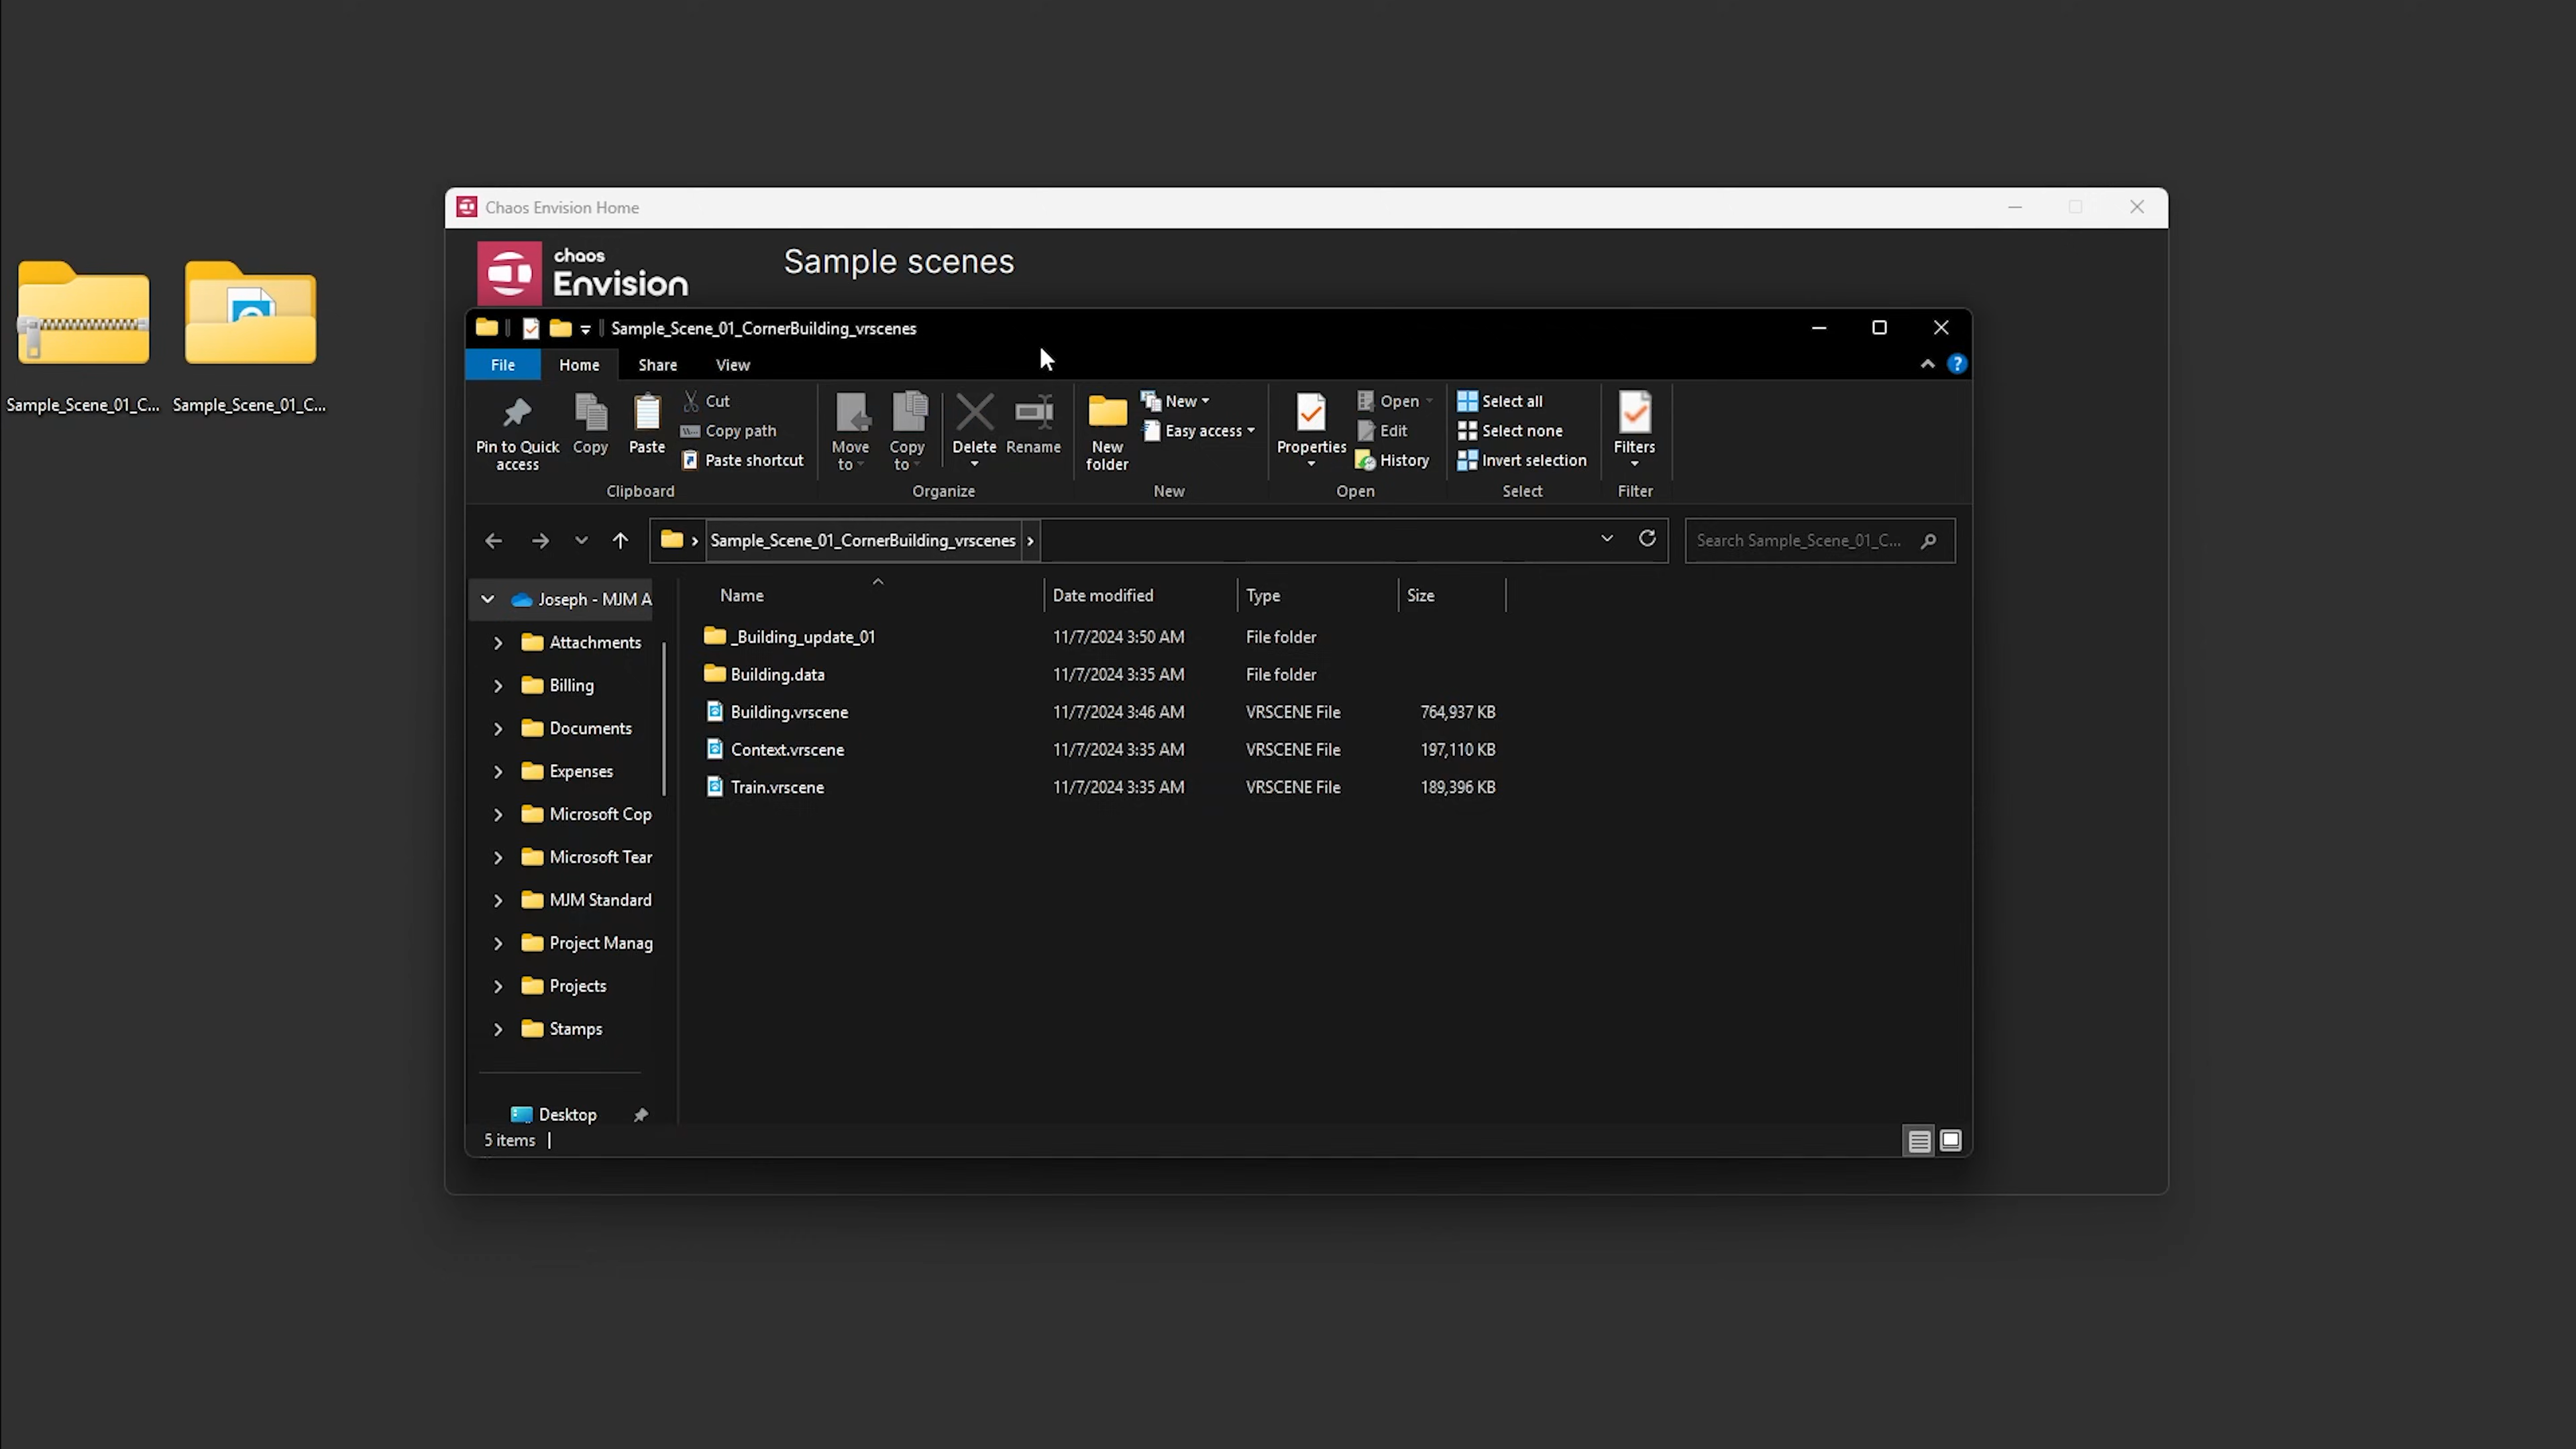 Chaos Envision Home
chaos
Envision
Sample scenes
Sample_Scene_01_C...
Sample_Scene_01_C...
Sample_Scene_01_CornerBuilding_vrscenes
File
Home
Share
View
Pin to Quick
access
Copy
Paste
Cut
Copy path
Paste shortcut
Clipboard
Move
to
Copy
to
Delete
Rename
Organize
New
folder
New
Easy access
New
Properties
Open
Edit
History
Open
Select all
Select none
Invert selection
Select
Filters
Filter
Sample_Scene_01_CornerBuilding_vrscenes
Search Sample_Scene_01_C...
Joseph - MJM A
Attachments
Billing
Documents
Expenses
Microsoft Cop
Microsoft Tear
MJM Standard
Project Manag
Projects
Stamps
Desktop
Name Date modified Type Size
_Building_update_01 11/7/2024 3:50 AM File folder
Building.data 11/7/2024 3:35 AM File folder
Building.vrscene 11/7/2024 3:46 AM VRSCENE File 764,937 KB
Context.vrscene 11/7/2024 3:35 AM VRSCENE File 197,110 KB
Train.vrscene 11/7/2024 3:35 AM VRSCENE File 189,396 KB
5 items